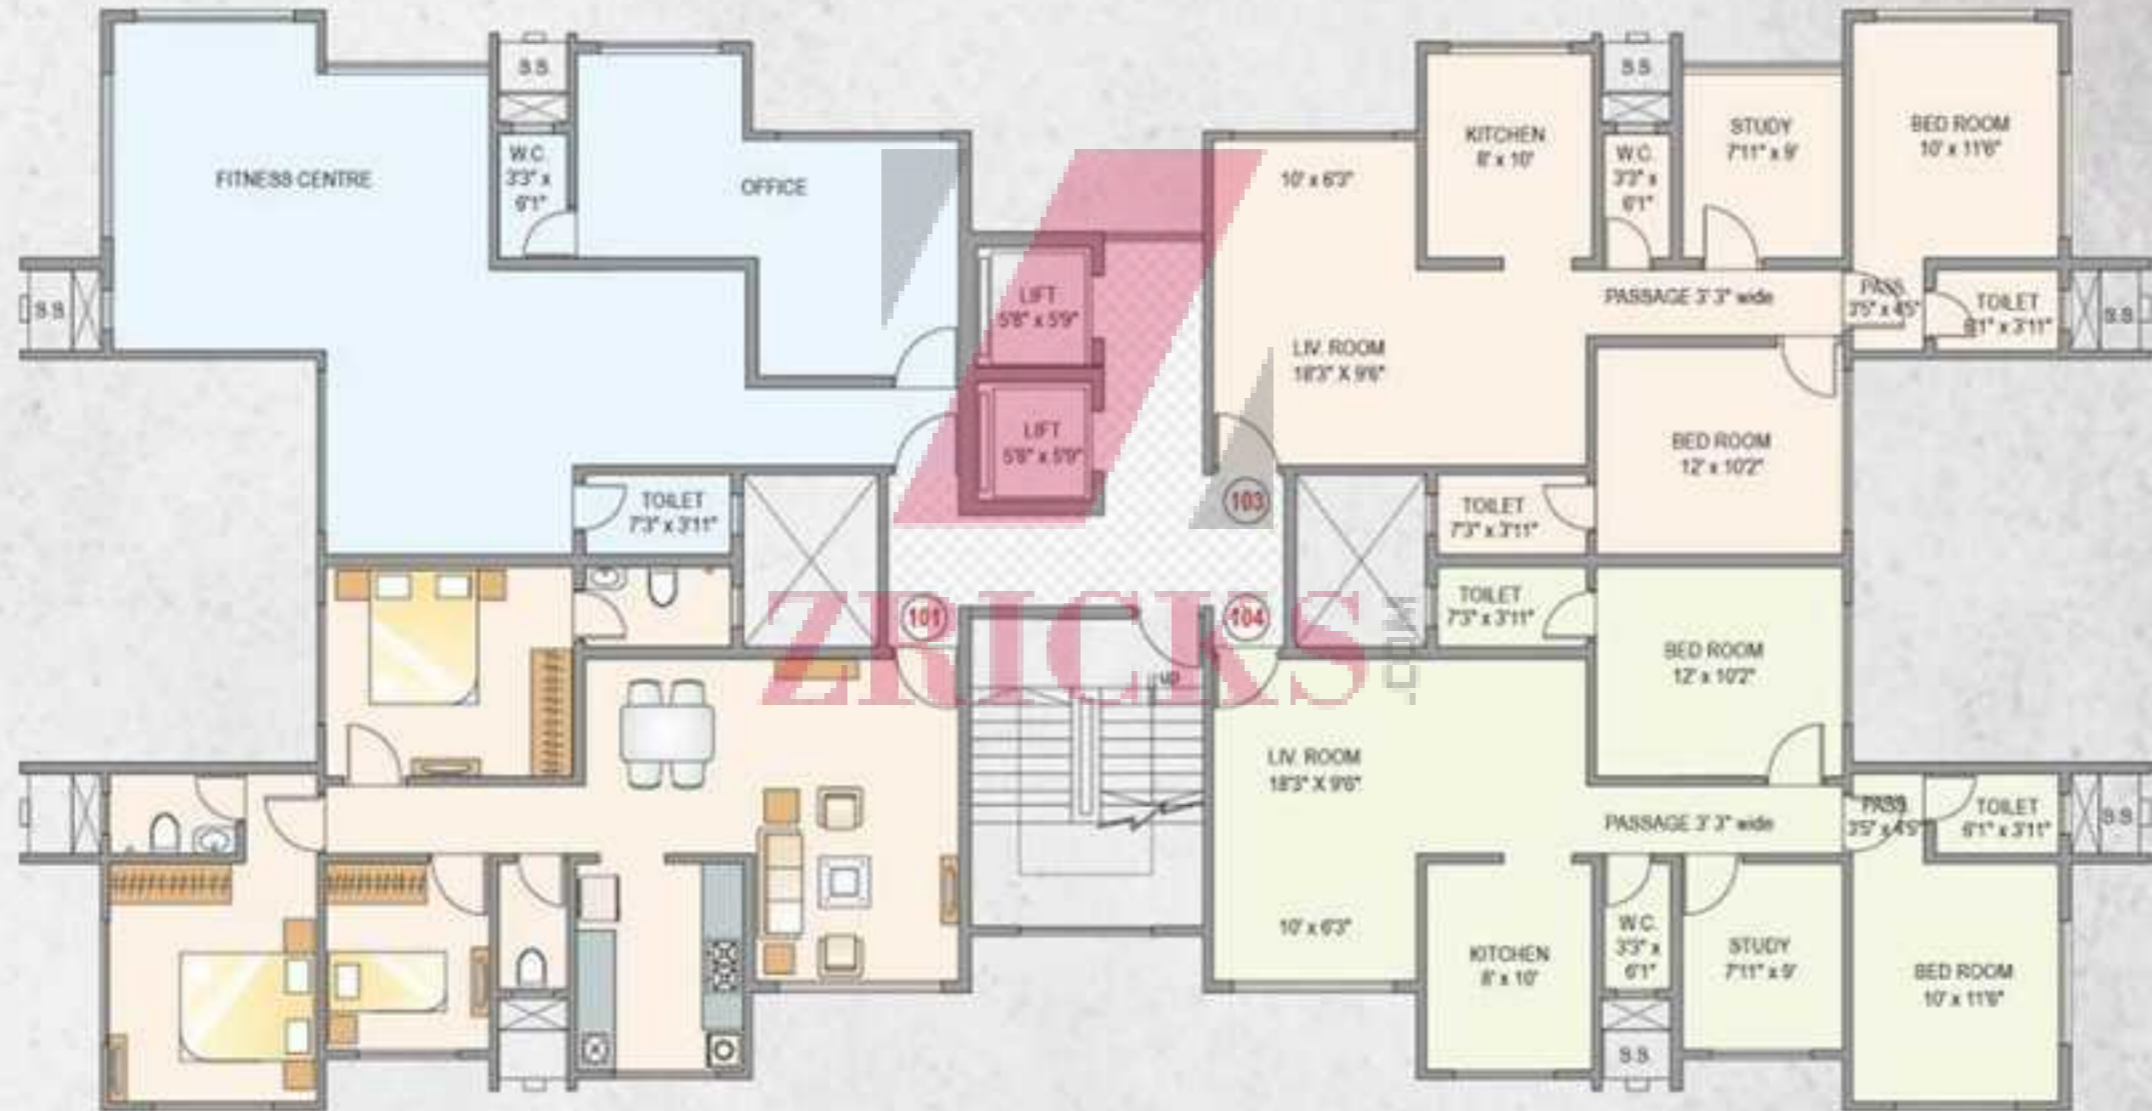 FITNESS CENTRE
S.S.
W.C.
3'3" x
6'1"
OFFICE
S.S.
LIFT
5'8" x 5'9"
LIFT
5'8" x 5'9"
TOILET
7'3" x 3'11"
10' x 6'3"
KITCHEN
8' x 10'
S.S.
W.C.
3'3" x
6'1"
STUDY
7'11" x 9'
BED ROOM
10' x 11'6"
PASSAGE 3' 3" wide
PASS.
3'5" x 4'5"
TOILET
6'1" x 3'11"
S.S.
LIV. ROOM
18'3" X 9'6"
BED ROOM
12' x 10'2"
103
TOILET
7'3" x 3'11"
101
104
TOILET
7'3" x 3'11"
BED ROOM
12' x 10'2"
ZRICKS
.COM
UP
LIV. ROOM
18'3" X 9'6"
PASSAGE 3' 3" wide
PASS.
3'5" x 4'5"
TOILET
6'1" x 3'11"
S.S.
10' x 6'3"
KITCHEN
8' x 10'
W.C.
3'3" x
6'1"
STUDY
7'11" x 9'
BED ROOM
10' x 11'6"
S.S.